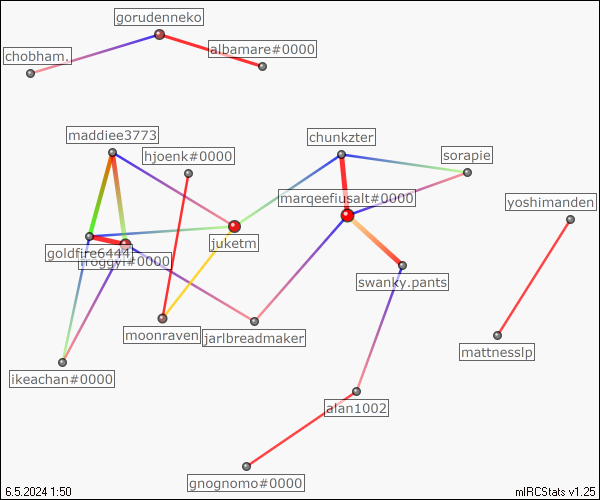 gorudenneko
albamare#0000
chobham.
maddiee3773
chunkzter
hjoenk#0000
sorapie
marqeefiusalt#0000
yoshimanden
juketm
goldfire6444
froggyf#0000
swanky.pants
moonraven
jarlbreadmaker
mattnesslp
ikeachan#0000
alan1002
gnognomo#0000
6.5.2024 1:50
mIRCStats v1.25